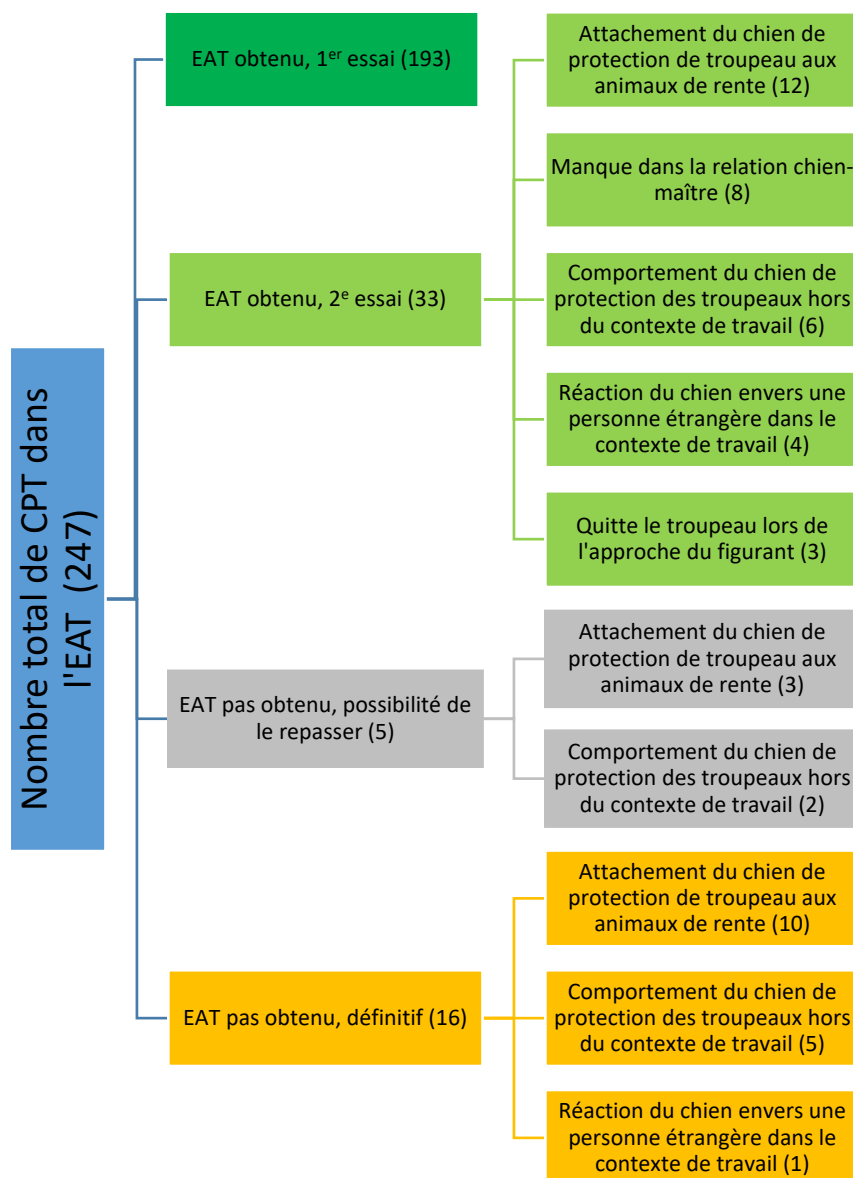 Nombre total de CPT dans
l'EAT (247)
EAT obtenu, 1er essai (193)
EAT obtenu, 2e essai (33)
Attachement du chien de
protection de troupeau aux
animaux de rente (12)
Manque dans la relation chien-
maître (8)
Comportement du chien de
protection des troupeaux hors
du contexte de travail (6)
Réaction du chien envers une
personne étrangère dans le
contexte de travail (4)
Quitte le troupeau lors de
l'approche du figurant (3)
EAT pas obtenu, possibilité de
le repasser (5)
Attachement du chien de
protection de troupeau aux
animaux de rente (3)
Comportement du chien de
protection des troupeaux hors
du contexte de travail (2)
EAT pas obtenu, définitif (16)
Attachement du chien de
protection de troupeau aux
animaux de rente (10)
Comportement du chien de
protection des troupeaux hors
du contexte de travail (5)
Réaction du chien envers une
personne étrangère dans le
contexte de travail (1)